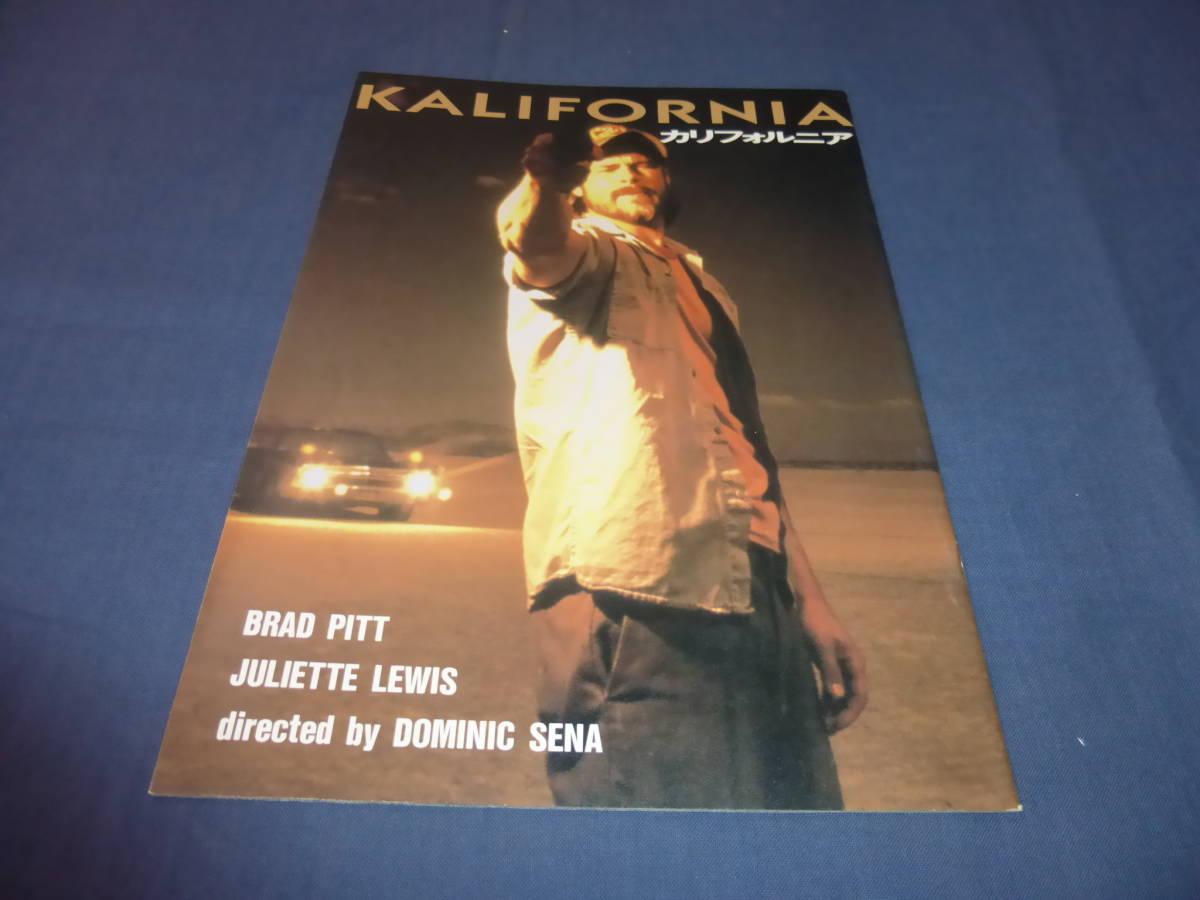 KALIFORNIA
カリフォルニア
BRAD PITT
JULIETTE LEWIS
directed by DOMINIC SENA